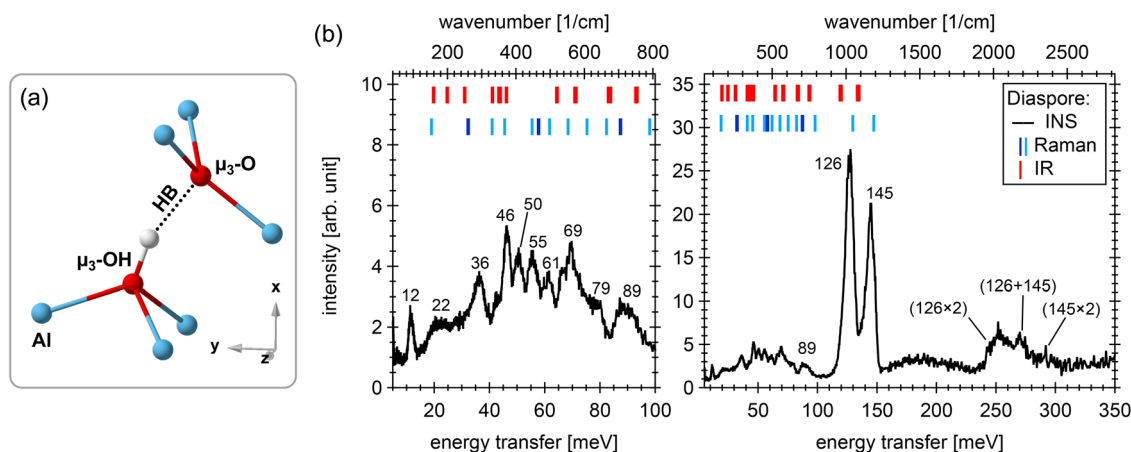 (a)
μ₃-O
HB
μ₃-OH
Al
x
y
z
(b)
wavenumber [1/cm]
200 400 600 800
10
8
6
4
2
0
intensity [arb. unit]
12
22
36
46
50
55
61
69
79
89
20 40 60 80 100
energy transfer [meV]
wavenumber [1/cm]
500 1000 1500 2000 2500
35
30
25
20
15
10
5
0
Diaspore:
INS
Raman
IR
126
145
89
(126×2)
(126+145)
(145×2)
50 100 150 200 250 300 350
energy transfer [meV]